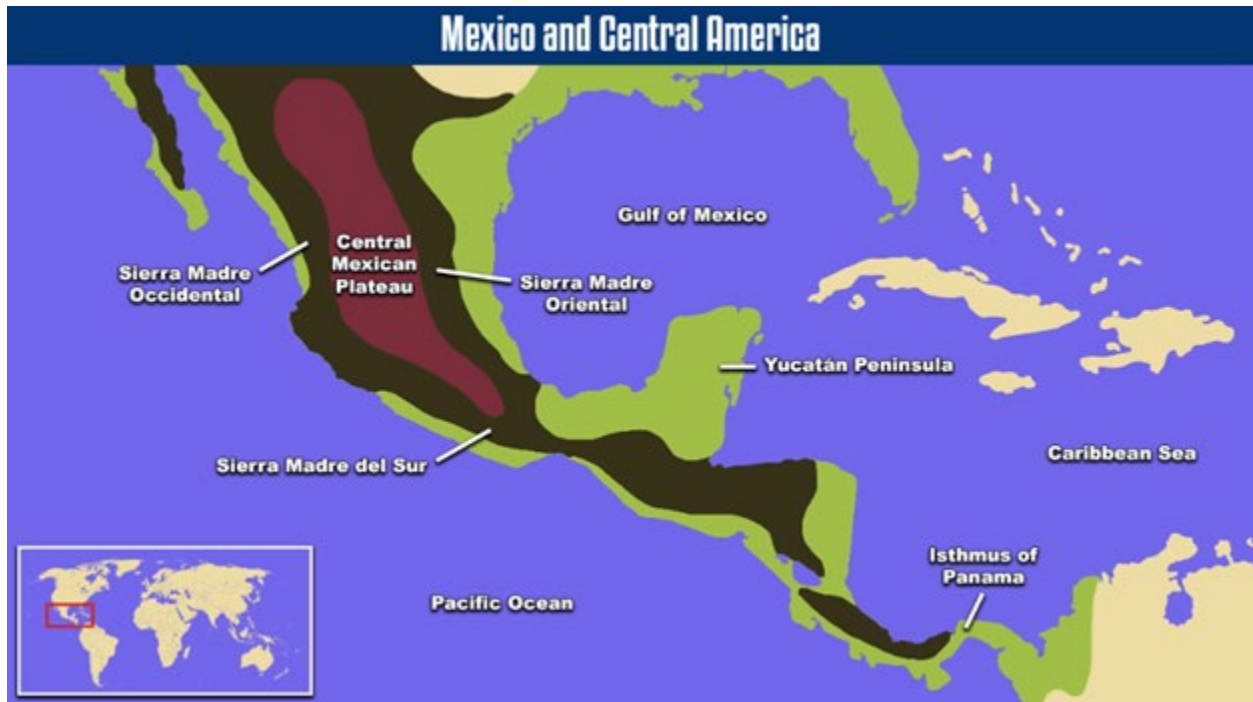 Mexico and Central America
Gulf of Mexico
Central
Mexican
Plateau
Sierra Madre
Occidental
Sierra Madre
Oriental
Yucatán Peninsula
Sierra Madre del Sur
Caribbean Sea
Isthmus of
Panama
Pacific Ocean